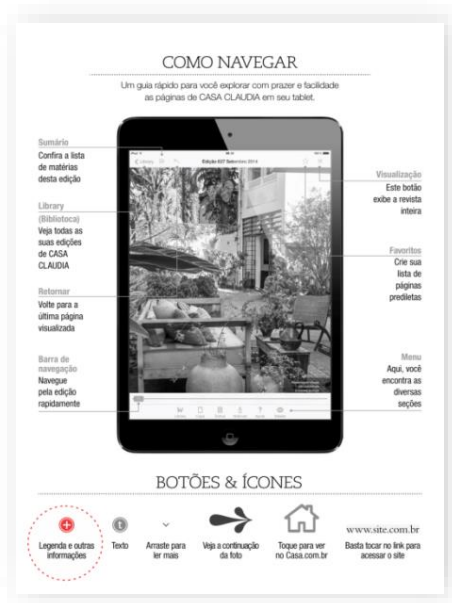 COMO NAVEGAR
Um guia rápido para você explorar com prazer e facilidade
as páginas de CASA CLAUDIA em seu tablet.
Sumário
Confira a lista
de matérias
desta edição
Library
(Biblioteca)
Veja todas as
suas edições
de CASA
CLAUDIA
Retornar
Volte para a
última página
visualizada
Barra de
navegação
Navegue
pela edição
rapidamente
Library
Edição 637 Setembro 2014
Visualização
Este botão
exibe a revista
inteira
Favoritos
Crie sua
lista de
páginas
prediletas
Menu
Aqui, você
encontra as
diversas
seções
BOTÕES & ÍCONES
Legenda e outras
informações
t
Texto
Arraste para
ler mais
Veja a continuação
da foto
Toque para ver
no Casa.com.br
www.site.com.br
Basta tocar no link para
acessar o site